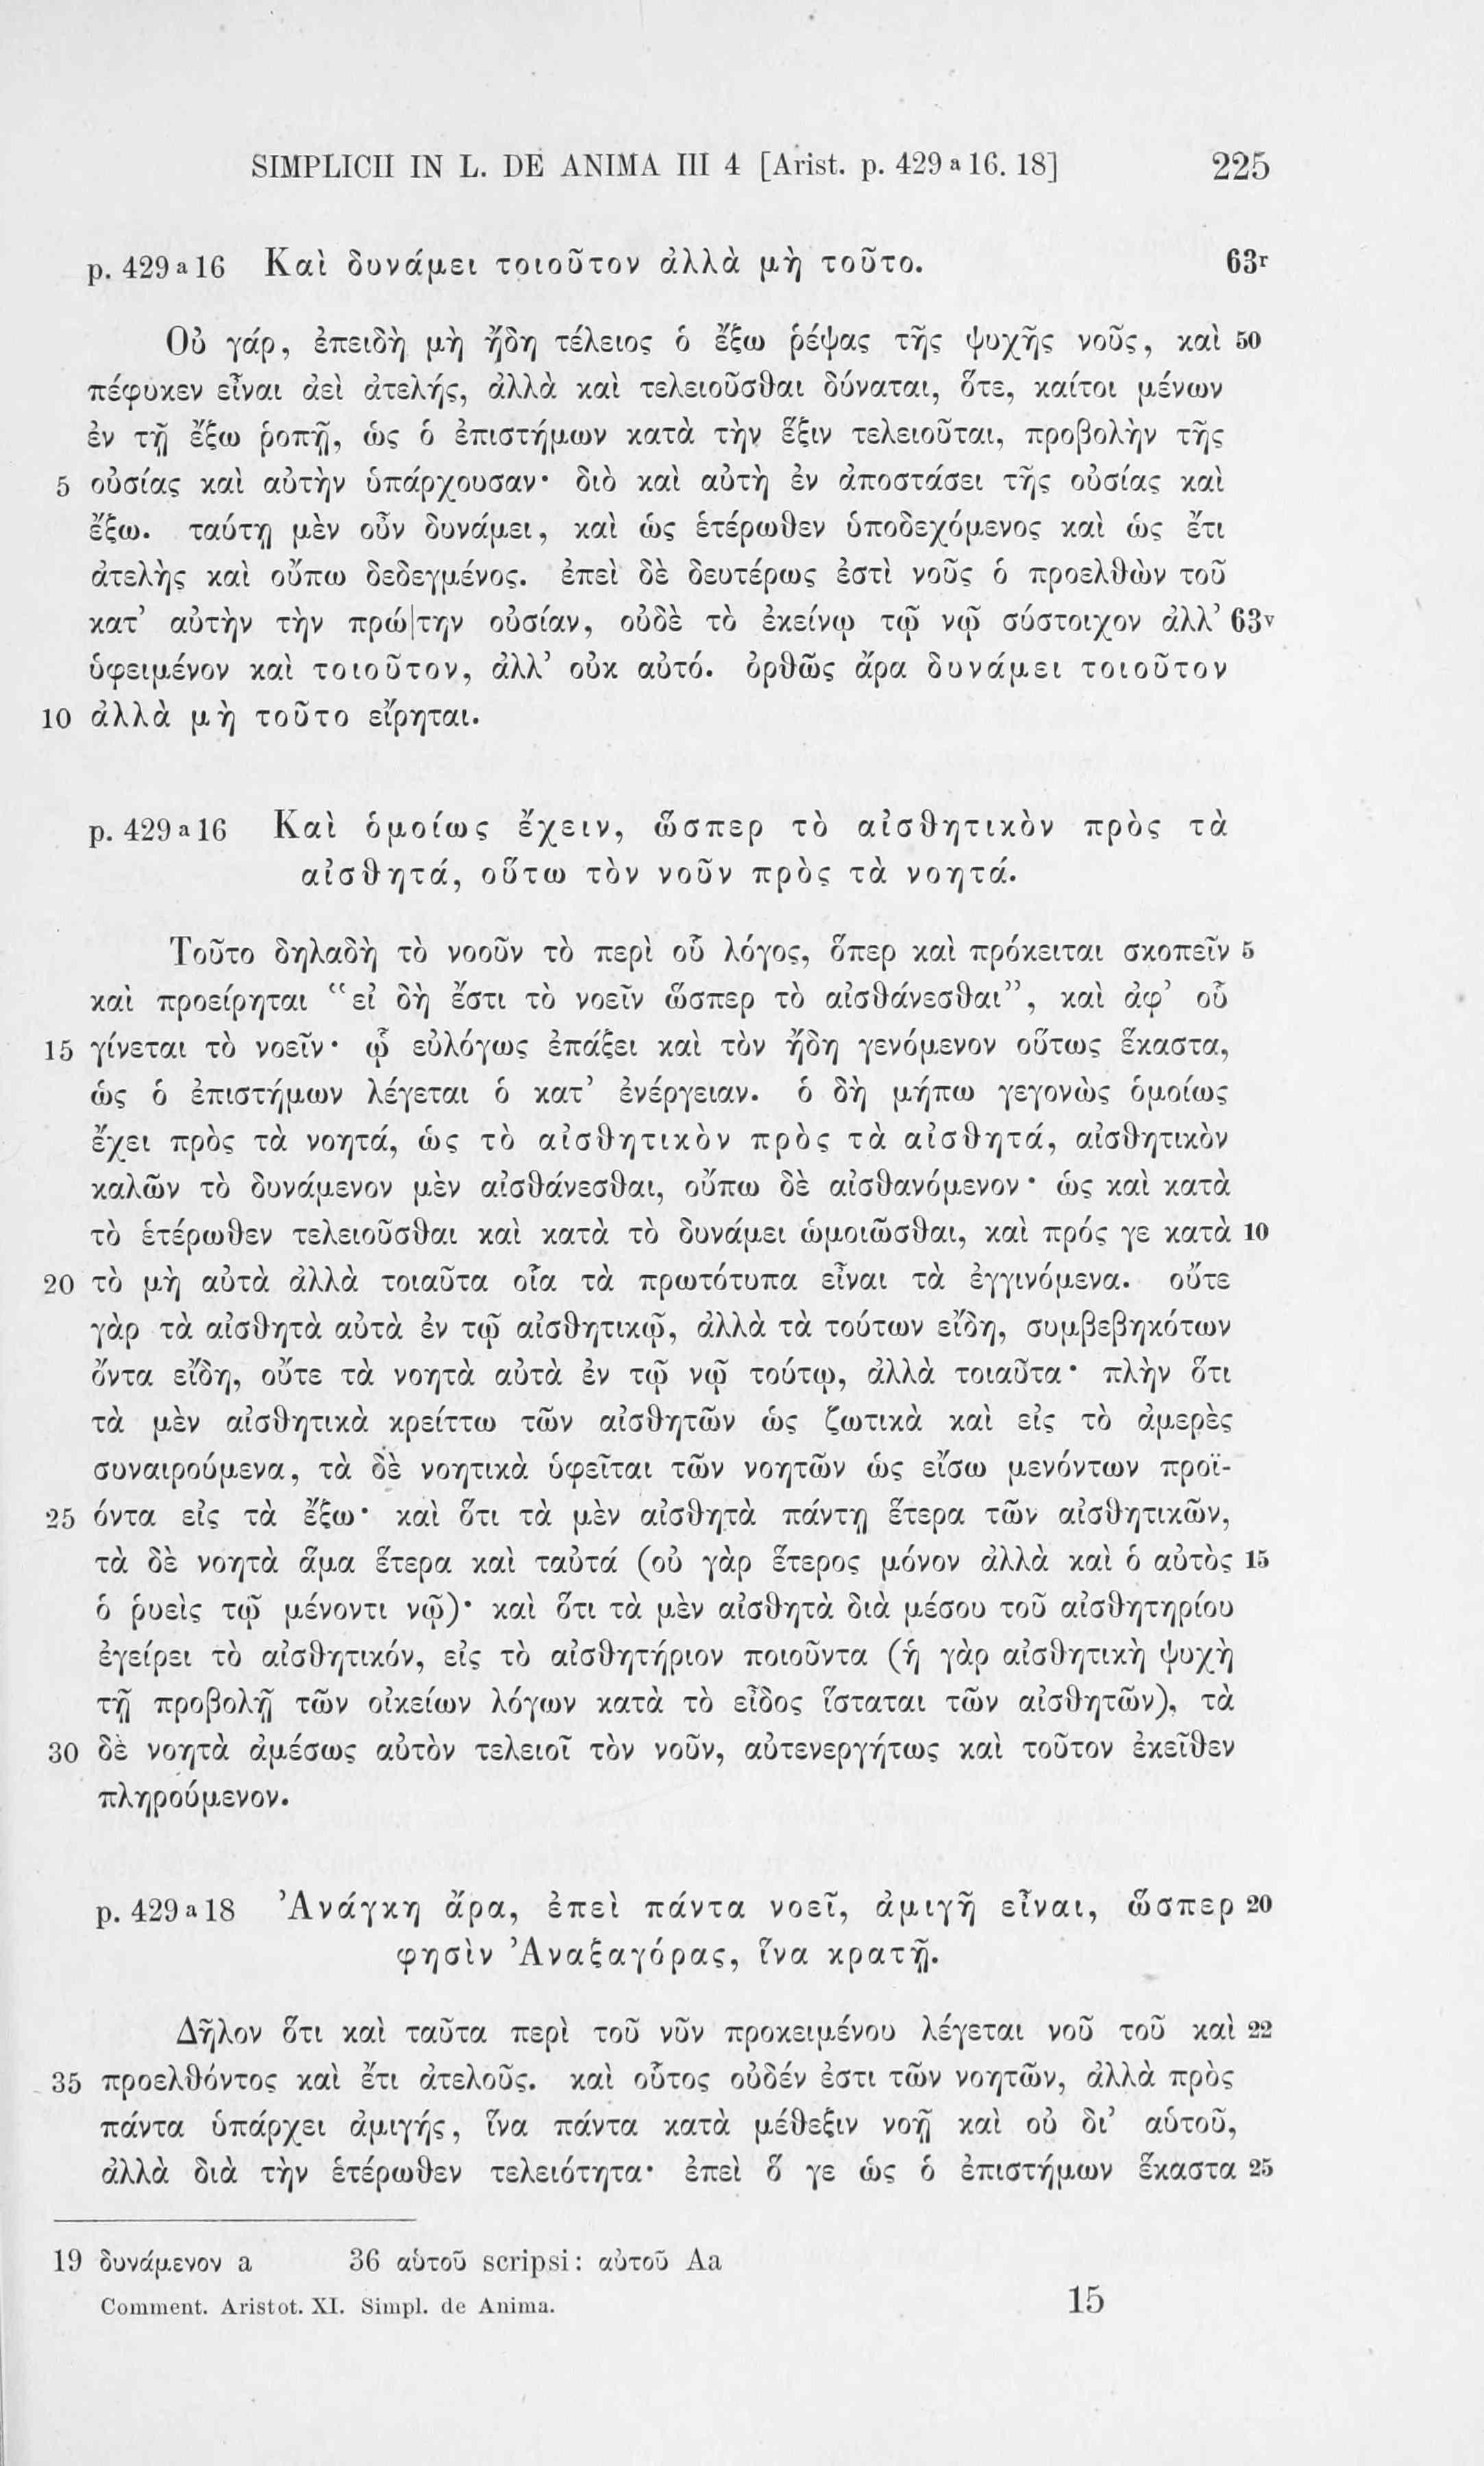 SIMPLICII IN L. DE ANIMA III 4 [Arist. p. 429 a 16. 18] 225
p. 429 a 16 Καὶ δυνάμει τοιοῦτον ἀλλὰ μὴ τοῦτο. 63r
Οὐ γάρ, ἐπειδὴ μὴ ἤδη τέλειος ὁ ἔξω ῥέψας τῆς ψυχῆς νοῦς, καὶ 50
πέφυκεν εἶναι ἀεὶ ἀτελής, ἀλλὰ καὶ τελειοῦσθαι δύναται, ὅτε, καίτοι μένων
ἐν τῇ ἔξω ῥοπῇ, ὡς ὁ ἐπιστήμων κατὰ τὴν ἕξιν τελειοῦται, προβολὴν τῆς
5 οὐσίας καὶ αὐτὴν ὑπάρχουσαν· διὸ καὶ αὐτὴ ἐν ἀποστάσει τῆς οὐσίας καὶ
ἔξω. ταύτῃ μὲν οὖν δυνάμει, καὶ ὡς ἑτέρωθεν ὑποδεχόμενος καὶ ὡς ἔτι
ἀτελὴς καὶ οὔπω δεδεγμένος. ἐπεὶ δὲ δευτέρως ἐστὶ νοῦς ὁ προελθὼν τοῦ
κατ’ αὐτὴν τὴν πρώ|την οὐσίαν, οὐδὲ τὸ ἐκείνῳ τῷ νῷ σύστοιχον ἀλλ’ 63v
ὑφειμένον καὶ τοιοῦτον, ἀλλ’ οὐκ αὐτό. ὀρθῶς ἄρα δυνάμει τοιοῦτον
10 ἀλλὰ μὴ τοῦτο εἴρηται.
p. 429 a 16 Καὶ ὁμοίως ἔχειν, ὥσπερ τὸ αἰσθητικὸν πρὸς τὰ
αἰσθητά, οὕτω τὸν νοῦν πρὸς τὰ νοητά.
Τοῦτο δηλαδὴ τὸ νοοῦν τὸ περὶ οὗ λόγος, ὅπερ καὶ πρόκειται σκοπεῖν 5
καὶ προείρηται “εἰ δὴ ἔστι τὸ νοεῖν ὥσπερ τὸ αἰσθάνεσθαι”, καὶ ἀφ’ οὗ
15 γίνεται τὸ νοεῖν· ᾧ εὐλόγως ἐπάξει καὶ τὸν ἤδη γενόμενον οὕτως ἕκαστα,
ὡς ὁ ἐπιστήμων λέγεται ὁ κατ’ ἐνέργειαν. ὁ δὴ μήπω γεγονὼς ὁμοίως
ἔχει πρὸς τὰ νοητά, ὡς τὸ αἰσθητικὸν πρὸς τὰ αἰσθητά, αἰσθητικὸν
καλῶν τὸ δυνάμενον μὲν αἰσθάνεσθαι, οὔπω δὲ αἰσθανόμενον· ὡς καὶ κατὰ
τὸ ἑτέρωθεν τελειοῦσθαι καὶ κατὰ τὸ δυνάμει ὡμοιῶσθαι, καὶ πρός γε κατὰ 10
20 τὸ μὴ αὐτὰ ἀλλὰ τοιαῦτα οἷα τὰ πρωτότυπα εἶναι τὰ ἐγγινόμενα. οὔτε
γὰρ τὰ αἰσθητὰ αὐτὰ ἐν τῷ αἰσθητικῷ, ἀλλὰ τὰ τούτων εἴδη, συμβεβηκότων
ὄντα εἴδη, οὔτε τὰ νοητὰ αὐτὰ ἐν τῷ νῷ τούτῳ, ἀλλὰ τοιαῦτα· πλὴν ὅτι
τὰ μὲν αἰσθητικὰ κρείττω τῶν αἰσθητῶν ὡς ζωτικὰ καὶ εἰς τὸ ἀμερὲς
συναιρούμενα, τὰ δὲ νοητικὰ ὑφεῖται τῶν νοητῶν ὡς εἴσω μενόντων προϊ-
25 όντα εἰς τὰ ἔξω· καὶ ὅτι τὰ μὲν αἰσθητὰ πάντῃ ἕτερα τῶν αἰσθητικῶν,
τὰ δὲ νοητὰ ἅμα ἕτερα καὶ ταὐτά (οὐ γὰρ ἕτερος μόνον ἀλλὰ καὶ ὁ αὐτὸς 15
ὁ ῥυεὶς τῷ μένοντι νῷ)· καὶ ὅτι τὰ μὲν αἰσθητὰ διὰ μέσου τοῦ αἰσθητηρίου
ἐγείρει τὸ αἰσθητικόν, εἰς τὸ αἰσθητήριον ποιοῦντα (ἡ γὰρ αἰσθητικὴ ψυχὴ
τῇ προβολῇ τῶν οἰκείων λόγων κατὰ τὸ εἶδος ἵσταται τῶν αἰσθητῶν), τὰ
30 δὲ νοητὰ ἀμέσως αὐτὸν τελειοῖ τὸν νοῦν, αὐτενεργήτως καὶ τοῦτον ἐκεῖθεν
πληρούμενον.
p. 429 a 18 Ἀνάγκη ἄρα, ἐπεὶ πάντα νοεῖ, ἀμιγῆ εἶναι, ὥσπερ 20
φησὶν Ἀναξαγόρας, ἵνα κρατῇ.
Δῆλον ὅτι καὶ ταῦτα περὶ τοῦ νῦν προκειμένου λέγεται νοῦ τοῦ καὶ 22
35 προελθόντος καὶ ἔτι ἀτελοῦς. καὶ οὗτος οὐδέν ἐστι τῶν νοητῶν, ἀλλὰ πρὸς
πάντα ὑπάρχει ἀμιγής, ἵνα πάντα κατὰ μέθεξιν νοῇ καὶ οὐ δι’ αὑτοῦ,
ἀλλὰ διὰ τὴν ἑτέρωθεν τελειότητα· ἐπεὶ ὅ γε ὡς ὁ ἐπιστήμων ἕκαστα 25
19 δυνάμενον a 36 αὑτοῦ scripsi: αὐτοῦ Aa
Comment. Aristot. XI. Simpl. de Anima. 15